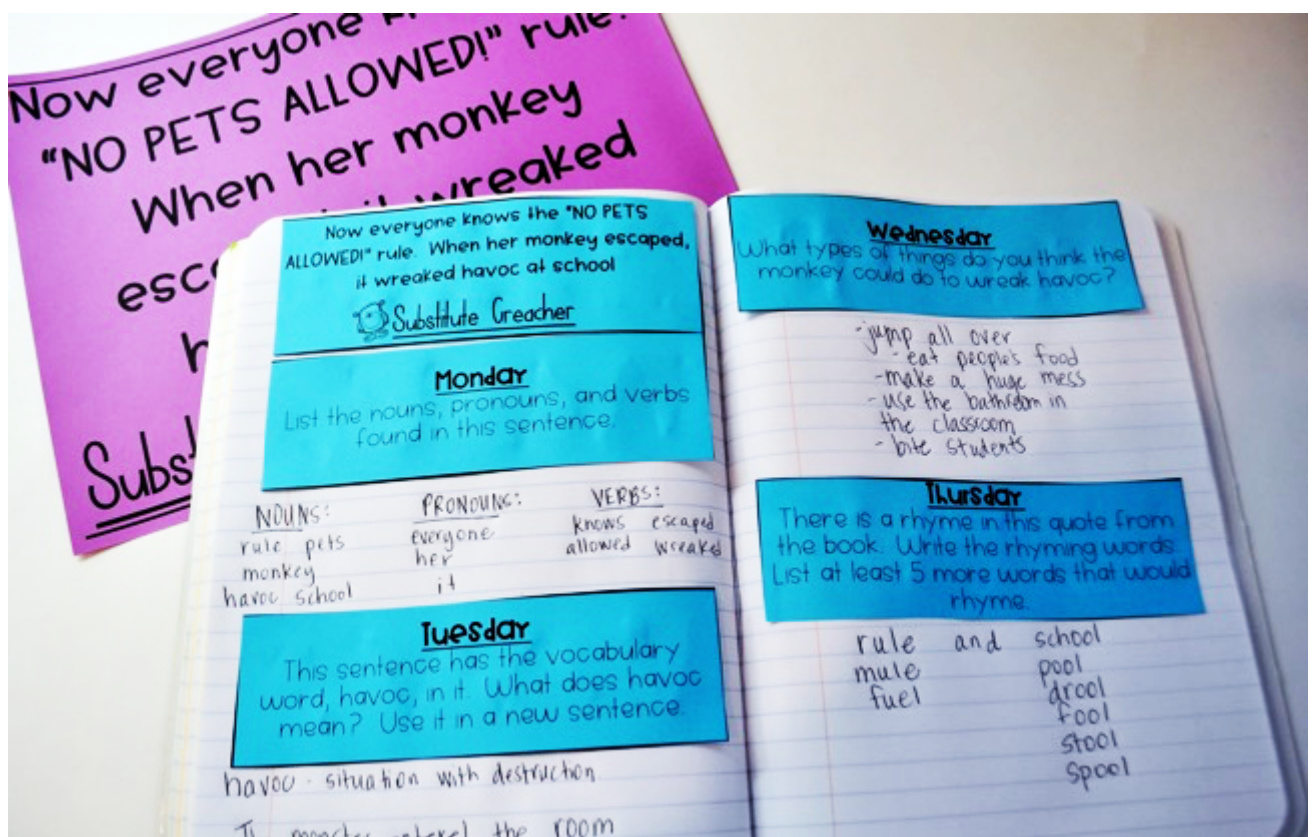 Now everyone
"NO PETS ALLOWED!" rule.
When her monkey
wreaked
esc
h
Subst
Now everyone knows the "NO PETS
ALLOWED!" rule. When her monkey escaped,
it wreaked havoc at school
Substitute Creacher
Monday
List the nouns, pronouns, and verbs
found in this sentence.
NOUNS: PRONOUNS: VERBS:
rule pets everyone knows escaped
monkey her allowed wreaked
havoc school it
Tuesday
This sentence has the vocabulary
word, havoc, in it. What does havoc
mean? Use it in a new sentence.
havoc - situation with destruction
the room
Wednesday
What types of things do you think the
monkey could do to wreak havoc?
-jump all over
-eat people's food
-make a huge mess
-use the bathroom in
the classroom
-bite students
Thursday
There is a rhyme in this quote from
the book. Write the rhyming words.
List at least 5 more words that would
rhyme.
rule and school
mule pool
fuel drool
fool
stool
spool